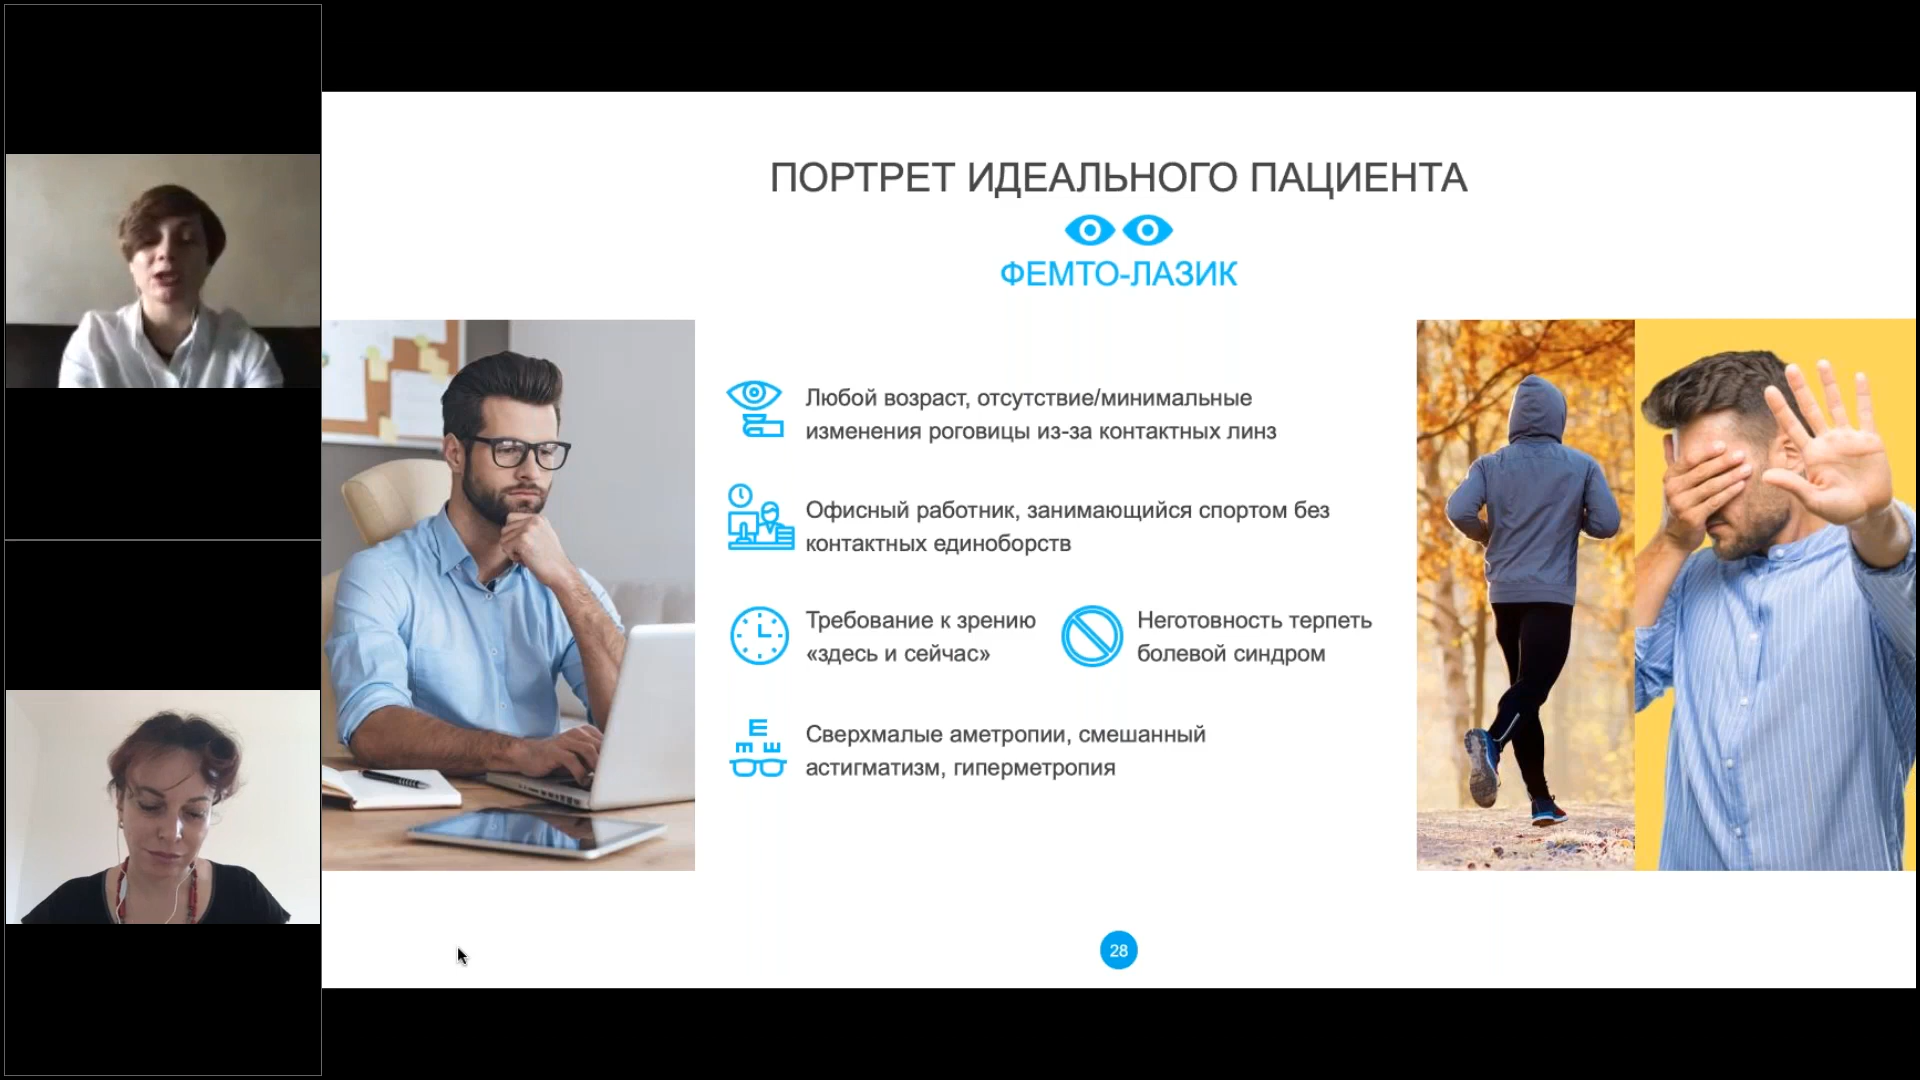 ПОРТРЕТ ИДЕАЛЬНОГО ПАЦИЕНТА
ФЕМТО-ЛАЗИК
Любой возраст, отсутствие/минимальные
изменения роговицы из-за контактных линз
Офисный работник, занимающийся спортом без
контактных единоборств
Требование к зрению
«здесь и сейчас»
Неготовность терпеть
болевой синдром
Сверхмалые аметропии, смешанный
астигматизм, гиперметропия
28